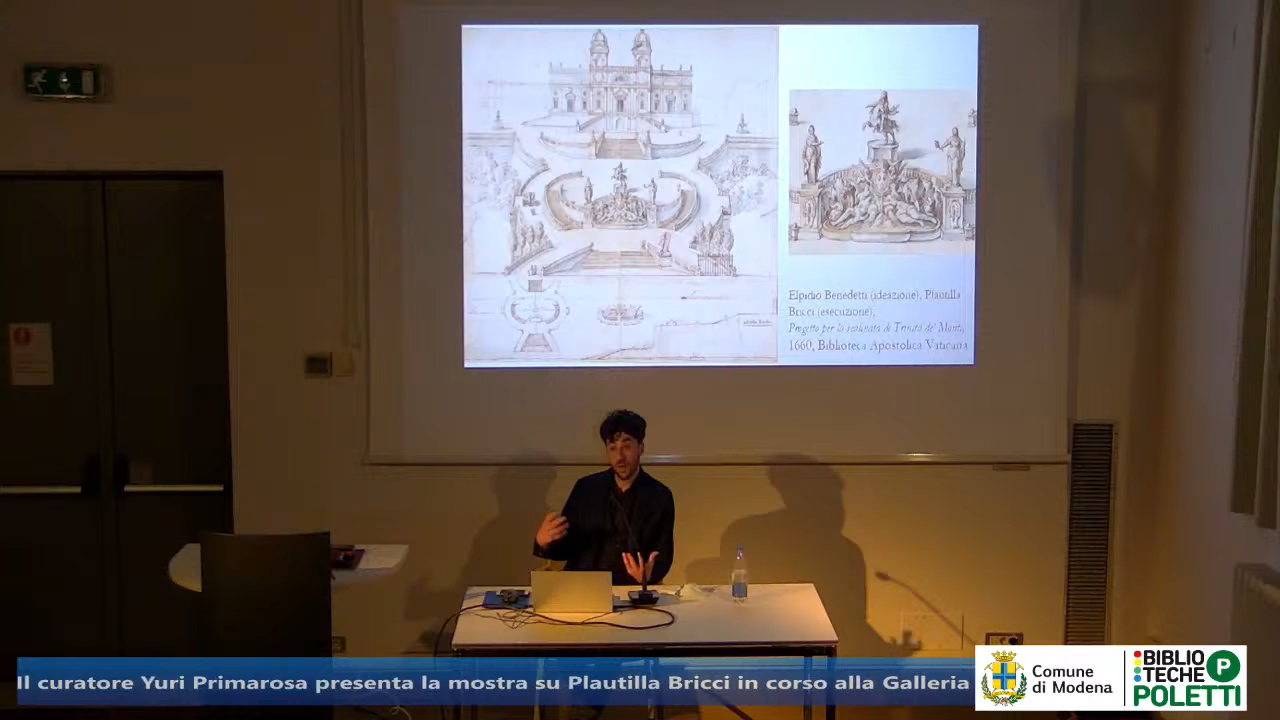 Elpidio Benedetti (ideazione), Plautilla
Bricci (esecuzione),
Progetto per la scalinata di Trinità de' Monti,
1660, Biblioteca Apostolica Vaticana
Il curatore Yuri Primarosa presenta la mostra su Plautilla Bricci in corso alla Galleria
Comune
di Modena
BIBLIO
TECHE
POLETTI
P